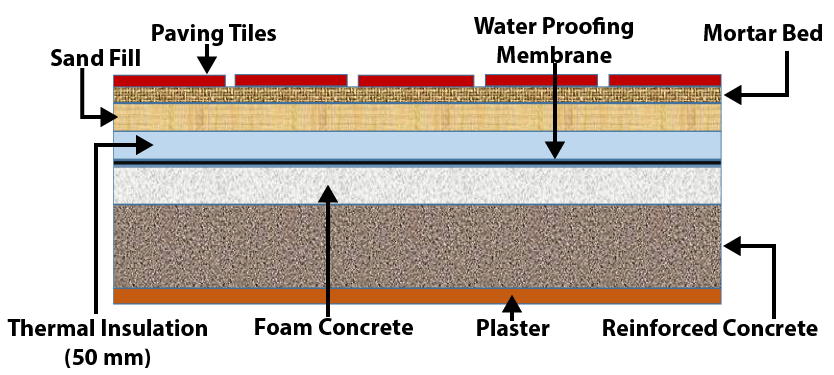 Paving Tiles
Water Proofing
Membrane
Mortar Bed
Sand Fill
Thermal Insulation
(50 mm)
Foam Concrete
Plaster
Reinforced Concrete